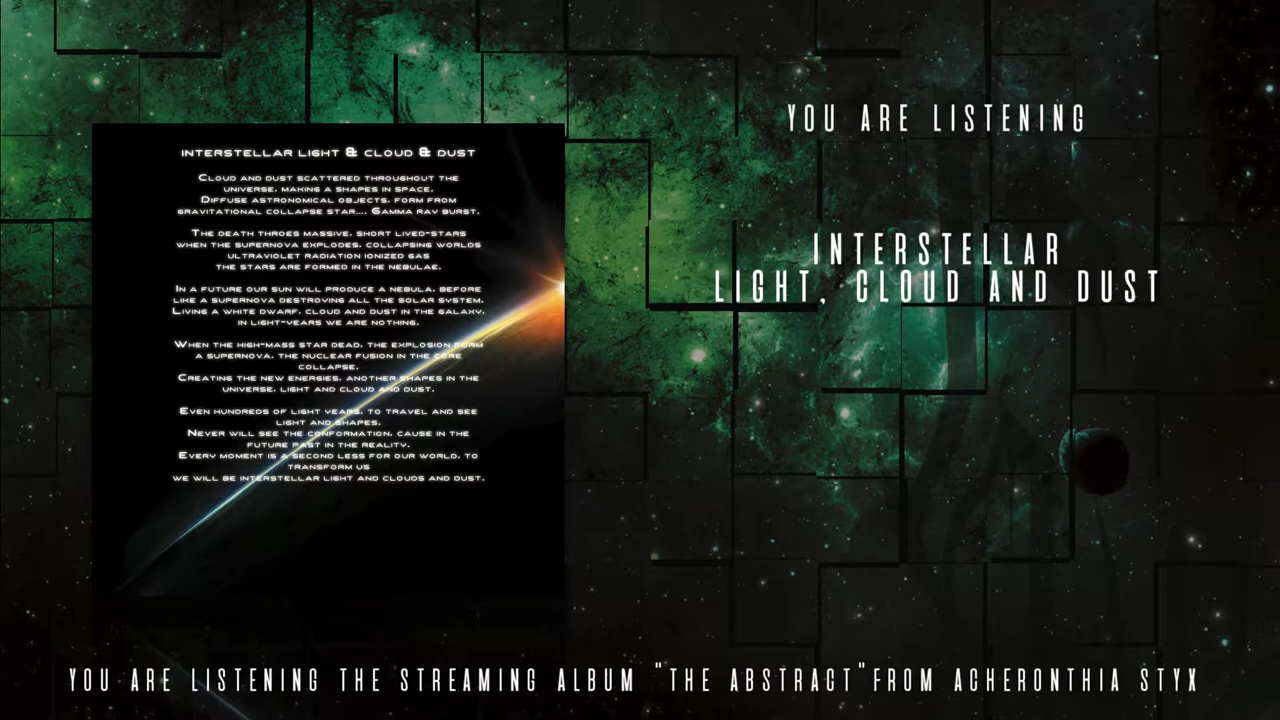 INTERSTELLAR LIGHT & CLOUD & DUST
CLOUD AND DUST SCATTERED THROUGHOUT THE
UNIVERSE. MAKING A SHAPES IN SPACE.
DIFFUSE ASTRONOMICAL OBJECTS. FORM FROM
GRAVITATIONAL COLLAPSE STAR.... GAMMA RAY BURST.
THE DEATH THROES MASSIVE. SHORT LIVED-STARS
WHEN THE SUPERNOVA EXPLODES. COLLAPSING WORLDS
ULTRAVIOLET RADIATION IONIZED GAS
THE STARS ARE FORMED IN THE NEBULAE.
IN A FUTURE OUR SUN WILL PRODUCE A NEBULA. BEFORE
LIKE A SUPERNOVA DESTROYING ALL THE SOLAR SYSTEM.
LIVING A WHITE DWARF. CLOUD AND DUST IN THE GALAXY.
IN LIGHT-YEARS WE ARE NOTHING.
WHEN THE HIGH-MASS STAR DEAD. THE EXPLOSION FORM
A SUPERNOVA. THE NUCLEAR FUSION IN THE CORE
COLLAPSE.
CREATING THE NEW ENERGIES. ANOTHER SHAPES IN THE
UNIVERSE. LIGHT AND CLOUD AND DUST.
EVEN HUNDREDS OF LIGHT YEARS. TO TRAVEL AND SEE
LIGHT AND SHAPES.
NEVER WILL SEE THE CONFORMATION. CAUSE IN THE
FUTURE PAST IN THE REALITY.
EVERY MOMENT IS A SECOND LESS FOR OUR WORLD. TO
TRANSFORM US
WE WILL BE INTERSTELLAR LIGHT AND CLOUDS AND DUST.
YOU ARE LISTENING
INTERSTELLAR
LIGHT, CLOUD AND DUST
YOU ARE LISTENING THE STREAMING ALBUM "THE ABSTRACT"FROM ACHERONTHIA STYX